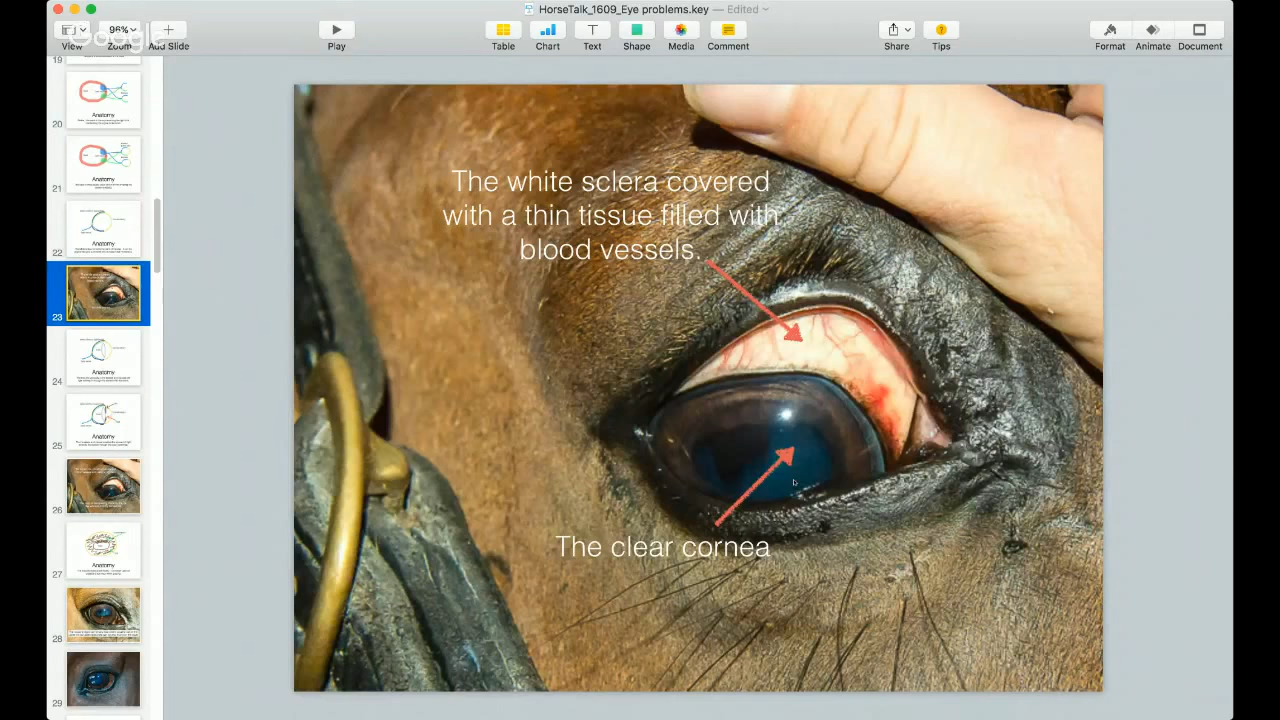 HorseTalk_1609_Eye problems.key — Edited
Google
96%
View
Zoom
Add Slide
Play
Table
Chart
Text
Shape
Media
Comment
Share
Tips
Format
Animate
Document
19
20
Anatomy
21
Anatomy
22
Anatomy
23
24
Anatomy
25
Anatomy
26
27
Anatomy
28
29
The white sclera covered
with a thin tissue filled with
blood vessels.
The clear cornea